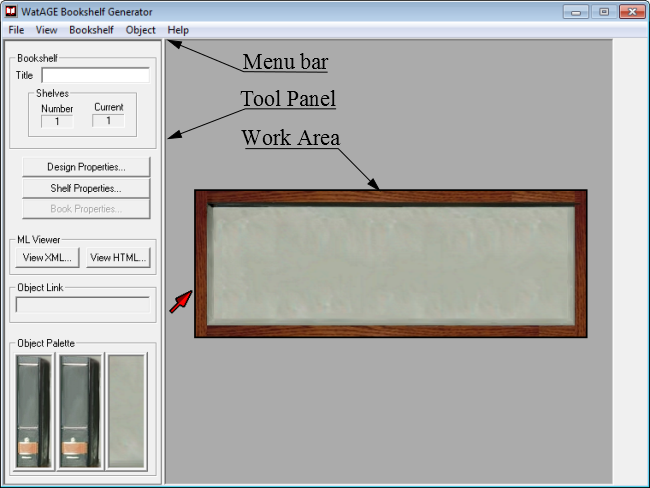 WatAGE Bookshelf Generator
File View Bookshelf Object Help
Menu bar
Tool Panel
Work Area
Bookshelf
Title
Shelves
Number Current
1 1
Design Properties...
Shelf Properties...
Book Properties...
ML Viewer
View XML... View HTML...
Object Link
Object Palette